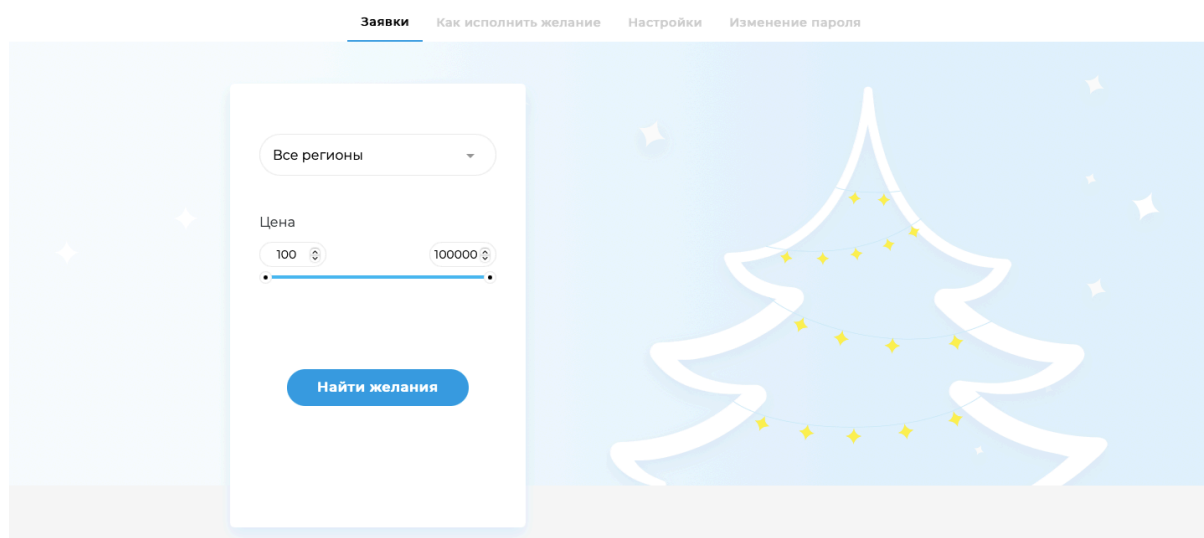 Заявки Как исполнить желание Настройки Изменение пароля
Все регионы
Цена
100 100000
Найти желания